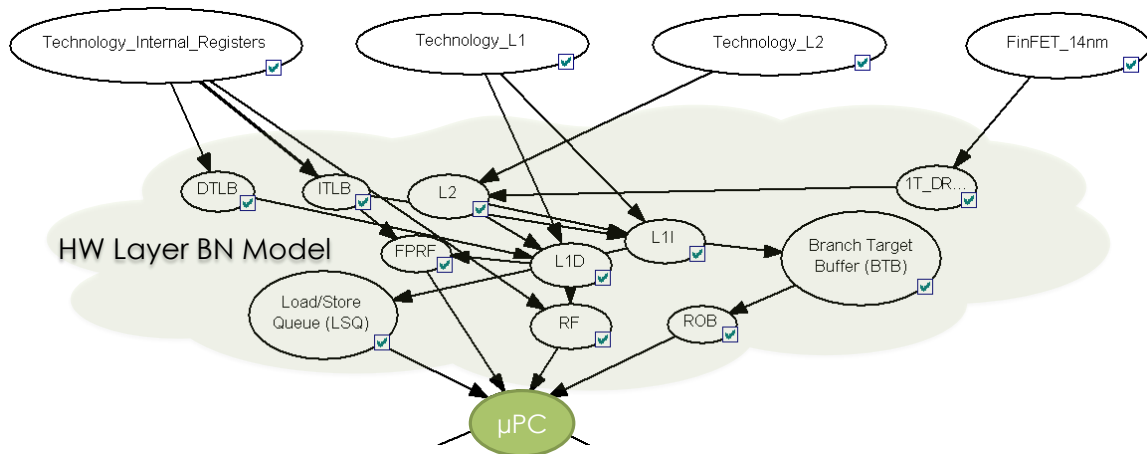 Technology_Internal_Registers
Technology_L1
Technology_L2
FinFET_14nm
DTLB
ITLB
L2
1T_DR...
HW Layer BN Model
FPRF
L1D
L1I
Branch Target
Buffer (BTB)
Load/Store
Queue (LSQ)
RF
ROB
µPC